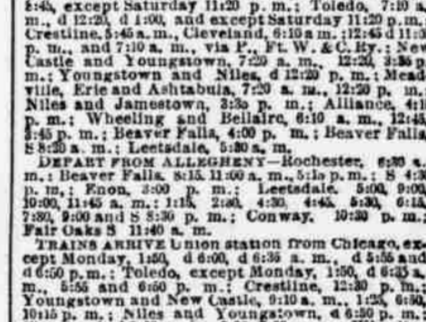 8:45, except Saturday 11:20 p. m.; Toledo, 7:10 a.
m., d 12:20, d 1:00, and except Saturday 11:20 p.m.;
Crestline, 5:45 a. m., Cleveland, 6:10 a m.; 12:45 d 11:0
p. m., and 7:10 a. m., via P., Ft. W. & C. Ry.; New
Castle and Youngstown, 7:20 a. m., 12:20, 3:35 p
m.; Youngstown and Niles, d 12:20 p. m.; Mead
ville, Erie and Ashtabula, 7:20 a. m., 12:20 p. m.
Niles and Jamestown, 3:35 p. m.; Alliance, 4:1
p. m.; Wheeling and Bellaire, 6:10 a. m., 12:45,
3:45 p. m.; Beaver Falls, 4:00 p. m.; Beaver Falls
S 8:20 a. m.; Leetsdale, 5:30 a. m.
DEPART FROM ALLEGHENY—Rochester, 6:30 a.
m.; Beaver Falls, 8:15, 11:00 a. m., 5:15 p. m.; S 4:3
p. m.; Enon, 3:00 p. m.; Leetsdale, 5:00, 9:00
10:00, 11:45 a. m.; 1:15, 2:30, 4:30, 4:45, 5:30, 6:15
7:30, 9:00 and S 8:30 p. m.; Conway, 10:30 p. m.;
Fair Oaks S 11:40 a. m.
TRAINS ARRIVE Union station from Chicago, ex-
cept Monday, 1:50, d 6:00, d 6:35 a. m., d 5:55 and
d 6:50 p. m.; Toledo, except Monday, 1:50, d 6:35 a.
m., 5:55 and 6:50 p. m.; Crestline, 12:30 p. m.;
Youngstown and New Castle, 9:10 a. m., 1:25, 6:50,
10:15 p. m.; Niles and Youngstown, d 6:50 p. m.;